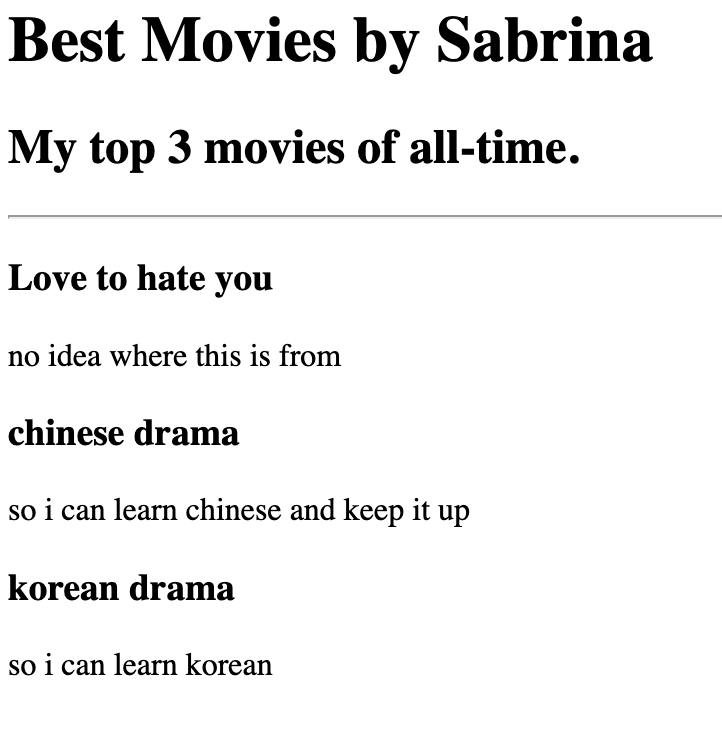 Best Movies by Sabrina
My top 3 movies of all-time.
Love to hate you
no idea where this is from
chinese drama
so i can learn chinese and keep it up
korean drama
so i can learn korean